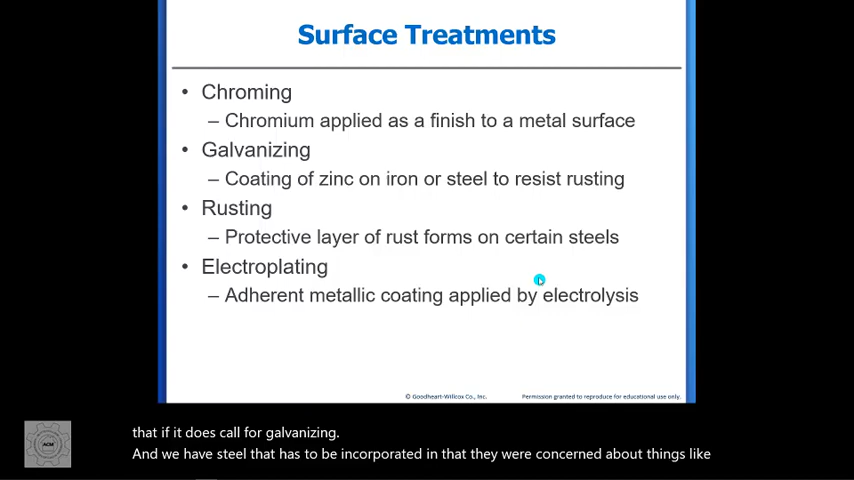 Surface Treatments
• Chroming
– Chromium applied as a finish to a metal surface
• Galvanizing
– Coating of zinc on iron or steel to resist rusting
• Rusting
– Protective layer of rust forms on certain steels
• Electroplating
– Adherent metallic coating applied by electrolysis
© Goodheart-Willcox Co., Inc. Permission granted to reproduce for educational use only.
ACM
that if it does call for galvanizing.
And we have steel that has to be incorporated in that they were concerned about things like